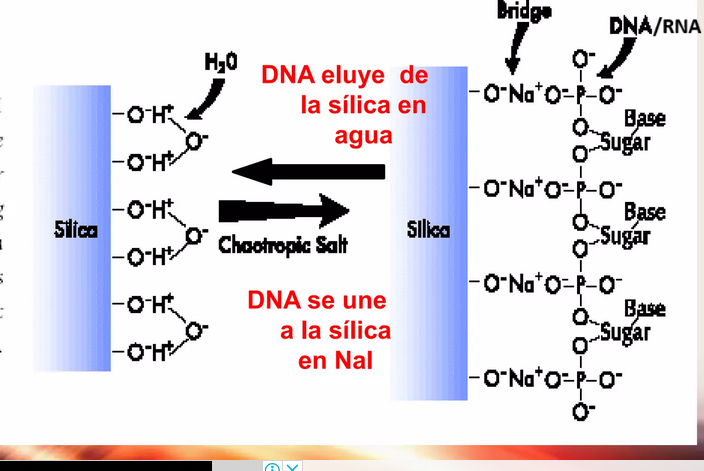 Bridge
DNA/RNA
H₂O
DNA eluye de
la sílica en
agua
Silica
O⁻H⁺
O⁻H⁺
O⁻
O⁻H⁺
O⁻H⁺
O⁻
O⁻H⁺
O⁻H⁺
O⁻
Chaotropic Salt
DNA se une
a la sílica
en NaI
Silica
O⁻
O⁻Na⁺O⁻P–O⁻
O
Base
Sugar
O
O⁻Na⁺O⁻P–O⁻
O
Base
Sugar
O
O⁻Na⁺O⁻P–O⁻
O
Base
Sugar
O
O⁻Na⁺O⁻P–O⁻
O⁻